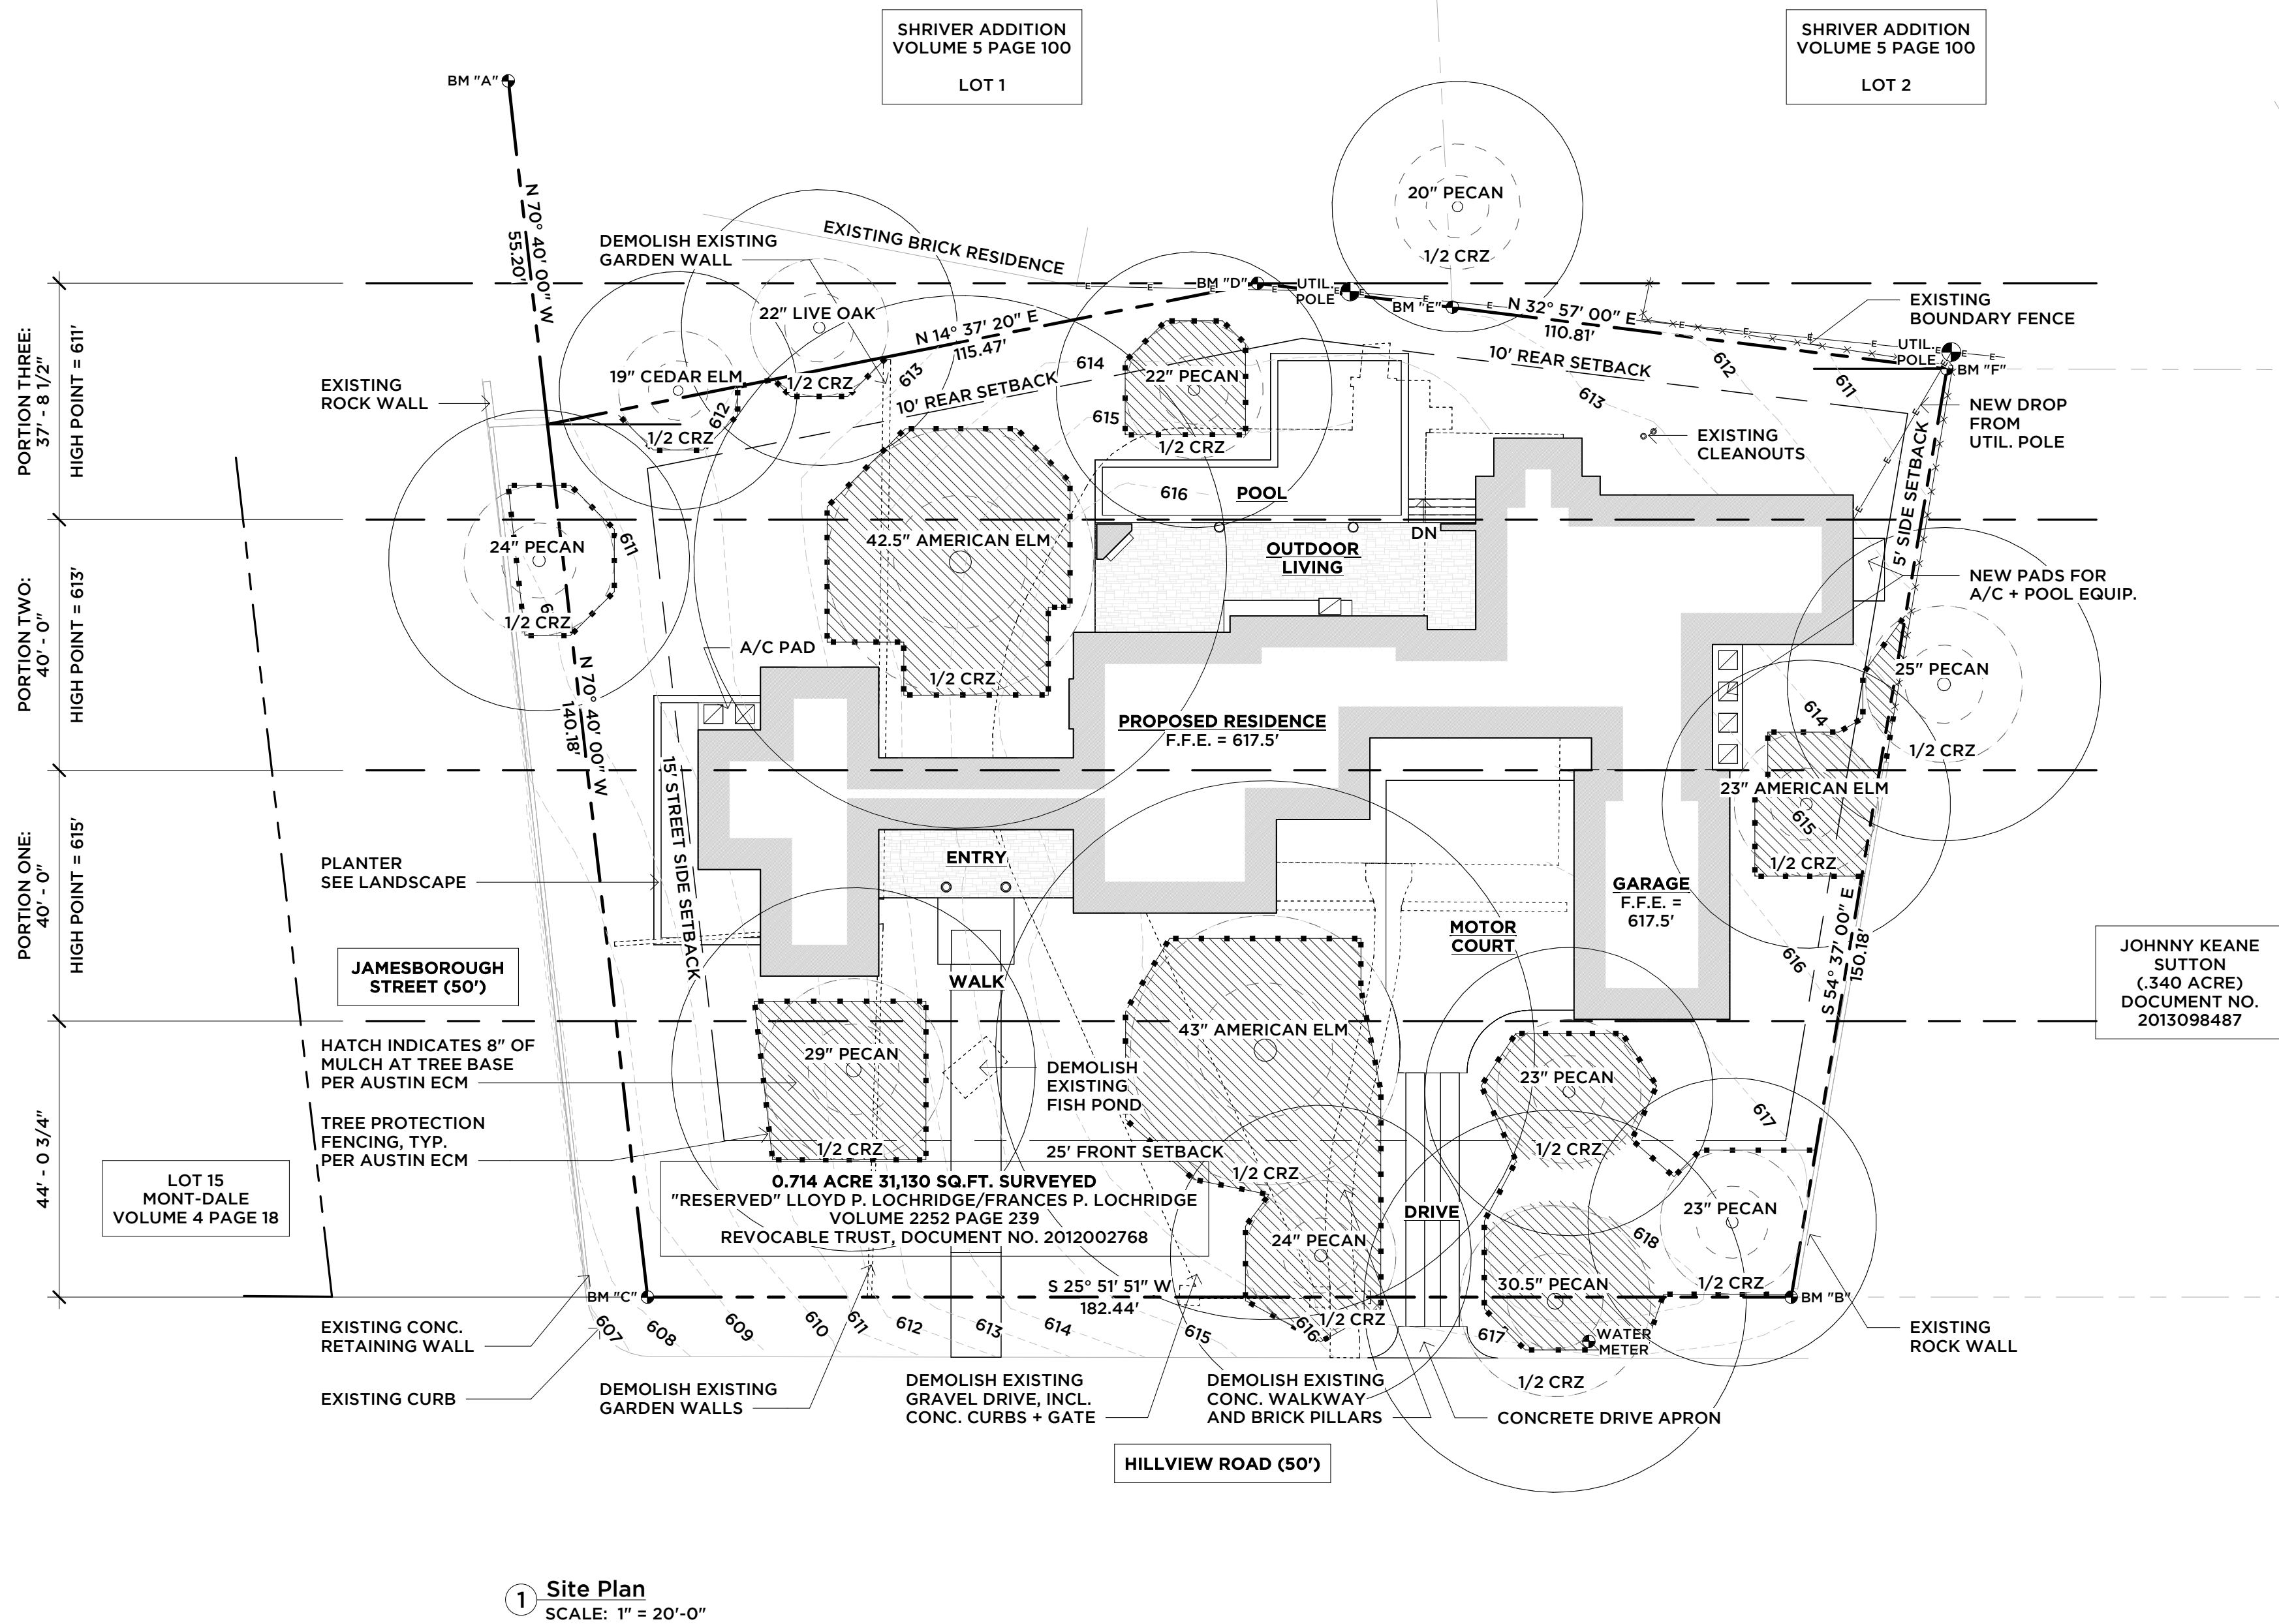 SHRIVER ADDITION
VOLUME 5 PAGE 100
LOT 1
SHRIVER ADDITION
VOLUME 5 PAGE 100
LOT 2
BM "A"
N 70° 40' 00" W
55.20'
DEMOLISH EXISTING
GARDEN WALL
EXISTING BRICK RESIDENCE
20" PECAN
1/2 CRZ
BM "D"
UTIL.
POLE
BM "E"
N 32° 57' 00" E
110.81'
EXISTING
BOUNDARY FENCE
UTIL.
POLE
BM "F"
22" LIVE OAK
1/2 CRZ
N 14° 37' 20" E
115.47'
19" CEDAR ELM
1/2 CRZ
612
613
10' REAR SETBACK
614
615
616
22" PECAN
1/2 CRZ
10' REAR SETBACK
612
611
613
EXISTING
CLEANOUTS
NEW DROP
FROM
UTIL. POLE
5' SIDE SETBACK
PORTION THREE:
37' - 8 1/2"
HIGH POINT = 611'
EXISTING
ROCK WALL
POOL
DN
OUTDOOR
LIVING
24" PECAN
1/2 CRZ
611
6
42.5" AMERICAN ELM
1/2 CRZ
PORTION TWO:
40' - 0"
HIGH POINT = 613'
NEW PADS FOR
A/C + POOL EQUIP.
A/C PAD
N 70° 40' 00" W
140.18'
25" PECAN
1/2 CRZ
614
PROPOSED RESIDENCE
F.F.E. = 617.5'
23" AMERICAN ELM
615
1/2 CRZ
15' STREET SIDE SETBACK
PORTION ONE:
40' - 0"
HIGH POINT = 615'
PLANTER
SEE LANDSCAPE
ENTRY
GARAGE
F.F.E. =
617.5'
MOTOR
COURT
S 54° 37' 00" E
150.18'
616
JOHNNY KEANE
SUTTON
(.340 ACRE)
DOCUMENT NO.
2013098487
JAMESBOROUGH
STREET (50')
WALK
HATCH INDICATES 8" OF
MULCH AT TREE BASE
PER AUSTIN ECM
29" PECAN
1/2 CRZ
43" AMERICAN ELM
1/2 CRZ
DEMOLISH
EXISTING
FISH POND
23" PECAN
1/2 CRZ
617
TREE PROTECTION
FENCING, TYP.
PER AUSTIN ECM
25' FRONT SETBACK
44' - 0 3/4"
LOT 15
MONT-DALE
VOLUME 4 PAGE 18
0.714 ACRE 31,130 SQ.FT. SURVEYED
"RESERVED" LLOYD P. LOCHRIDGE/FRANCES P. LOCHRIDGE
VOLUME 2252 PAGE 239
REVOCABLE TRUST, DOCUMENT NO. 2012002768
DRIVE
24" PECAN
1/2 CRZ
23" PECAN
1/2 CRZ
618
30.5" PECAN
1/2 CRZ
BM "C"
S 25° 51' 51" W
182.44'
BM "B"
607
608
609
610
611
612
613
614
615
616
617
WATER
METER
EXISTING CONC.
RETAINING WALL
EXISTING CURB
DEMOLISH EXISTING
GARDEN WALLS
DEMOLISH EXISTING
GRAVEL DRIVE, INCL.
CONC. CURBS + GATE
DEMOLISH EXISTING
CONC. WALKWAY
AND BRICK PILLARS
CONCRETE DRIVE APRON
EXISTING
ROCK WALL
HILLVIEW ROAD (50')
1
Site Plan
SCALE: 1" = 20'-0"